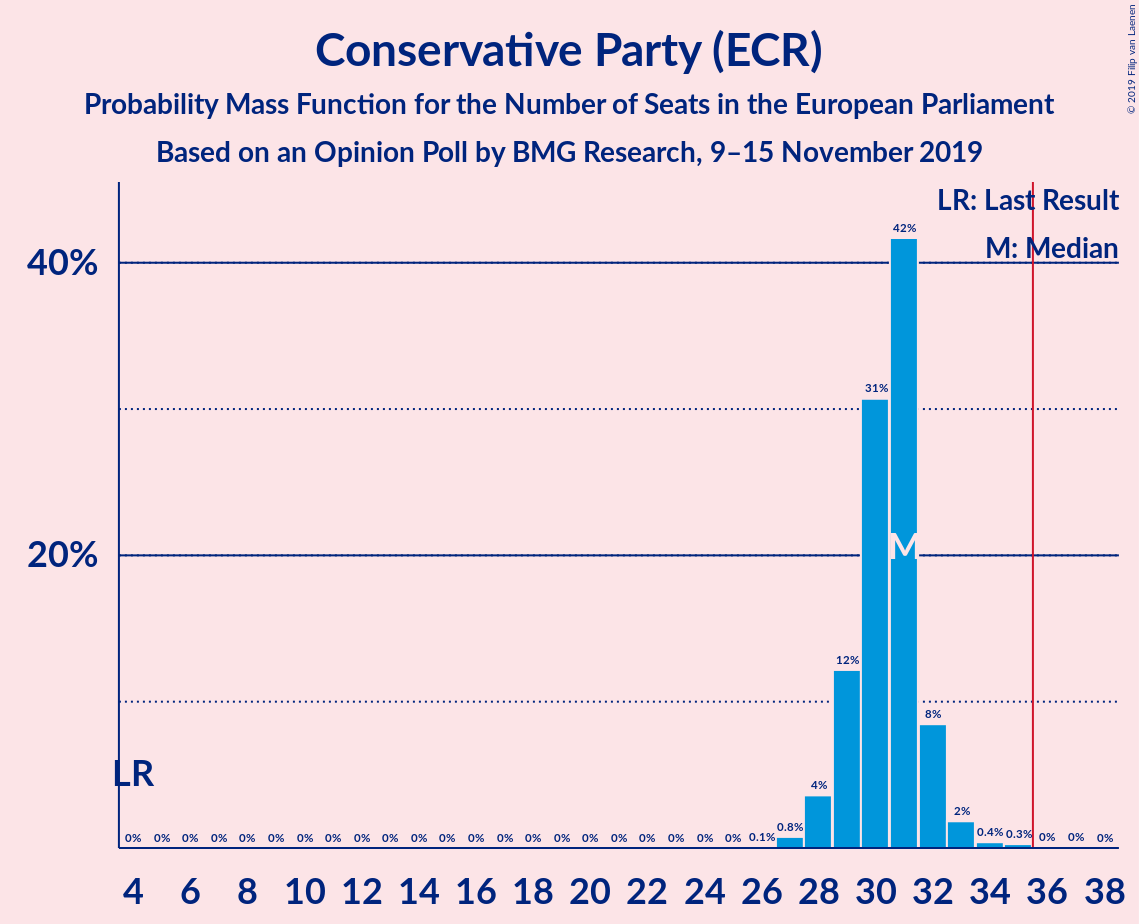 Conservative Party (ECR)
Probability Mass Function for the Number of Seats in the European Parliament
Based on an Opinion Poll by BMG Research, 9–15 November 2019
© 2019 Filip van Laenen
LR: Last Result
M: Median
40%
20%
42%
31%
M
12%
8%
LR
4%
2%
0% 0% 0% 0% 0% 0% 0% 0% 0% 0% 0% 0% 0% 0% 0% 0% 0% 0% 0% 0% 0% 0% 0.1% 0.8% 0.4% 0.3% 0% 0% 0%
4 6 8 10 12 14 16 18 20 22 24 26 28 30 32 34 36 38